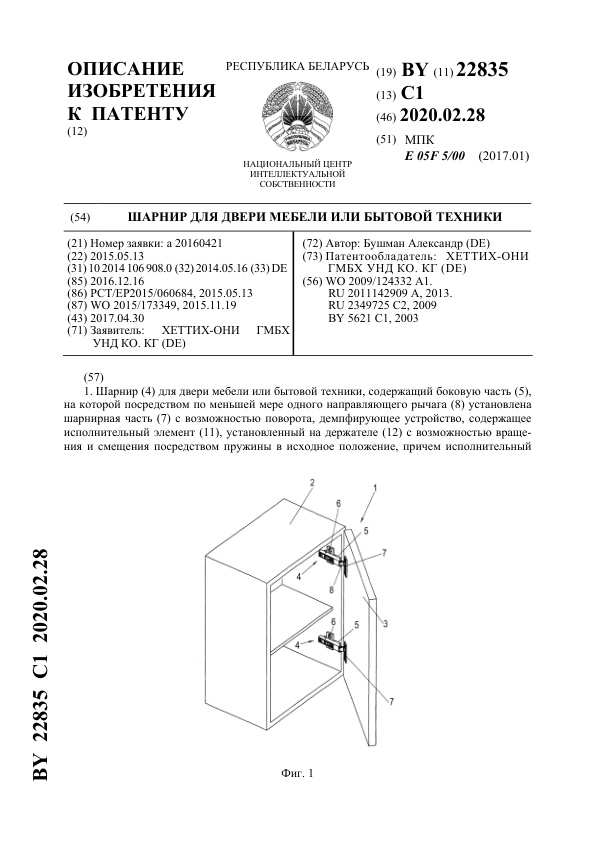 ОПИСАНИЕ
ИЗОБРЕТЕНИЯ
К ПАТЕНТУ
(12)
РЕСПУБЛИКА БЕЛАРУСЬ
НАЦИОНАЛЬНЫЙ ЦЕНТР
ИНТЕЛЛЕКТУАЛЬНОЙ
СОБСТВЕННОСТИ
(19) BY (11) 22835
(13) C1
(46) 2020.02.28
(51) МПК
E 05F 5/00 (2017.01)
(54) ШАРНИР ДЛЯ ДВЕРИ МЕБЕЛИ ИЛИ БЫТОВОЙ ТЕХНИКИ
(21) Номер заявки: a 20160421
(22) 2015.05.13
(31) 10 2014 106 908.0 (32) 2014.05.16 (33) DE
(85) 2016.12.16
(86) PCT/EP2015/060684, 2015.05.13
(87) WO 2015/173349, 2015.11.19
(43) 2017.04.30
(71) Заявитель: ХЕТТИХ-ОНИ ГМБХ
УНД КО. КГ (DE)
(72) Автор: Бушман Александр (DE)
(73) Патентообладатель: ХЕТТИХ-ОНИ
ГМБХ УНД КО. КГ (DE)
(56) WO 2009/124332 A1.
RU 2011142909 A, 2013.
RU 2349725 C2, 2009
BY 5621 C1, 2003
(57)
1. Шарнир (4) для двери мебели или бытовой техники, содержащий боковую часть (5),
на которой посредством по меньшей мере одного направляющего рычага (8) установлена
шарнирная часть (7) с возможностью поворота, демпфирующее устройство, содержащее
исполнительный элемент (11), установленный на держателе (12) с возможностью враще-
ния и смещения посредством пружины в исходное положение, причем исполнительный
2
6
1
5
7
4
8
6
5
3
4
7
Фиг. 1
BY 22835 C1 2020.02.28